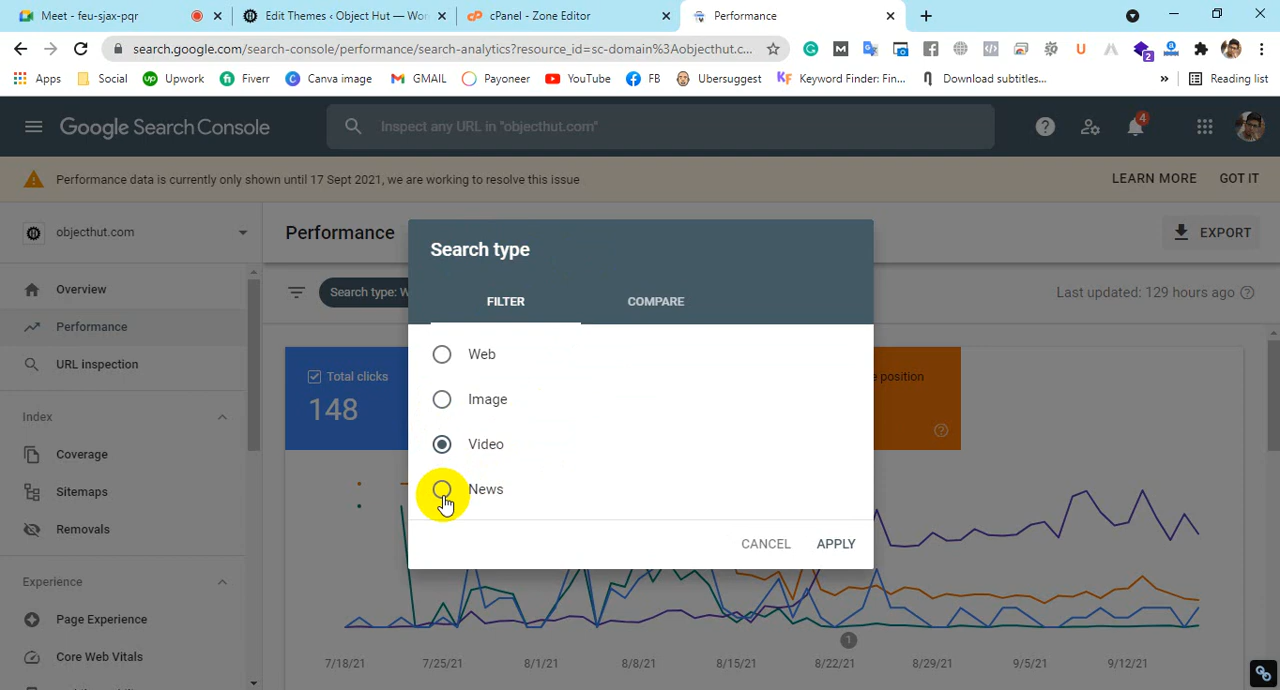 Meet - feu-sjax-pqr
Edit Themes ‹ Object Hut — Wor
cPanel - Zone Editor
Performance
search.google.com/search-console/performance/search-analytics?resource_id=sc-domain%3Aobjecthut.c...
Apps
Social
Upwork
Fiverr
Canva image
GMAIL
Payoneer
YouTube
FB
Ubersuggest
Keyword Finder: Fin...
Download subtitles...
»
Reading list
Google Search Console
Inspect any URL in "objecthut.com"
4
Performance data is currently only shown until 17 Sept 2021, we are working to resolve this issue
LEARN MORE
GOT IT
objecthut.com
Performance
EXPORT
Overview
Performance
URL inspection
Index
Coverage
Sitemaps
Removals
Experience
Page Experience
Core Web Vitals
Search type: W
Last updated: 129 hours ago
Search type
FILTER
COMPARE
Web
Image
Video
News
CANCEL
APPLY
Total clicks
148
e position
1
7/18/21
7/25/21
8/1/21
8/8/21
8/15/21
8/22/21
8/29/21
9/5/21
9/12/21